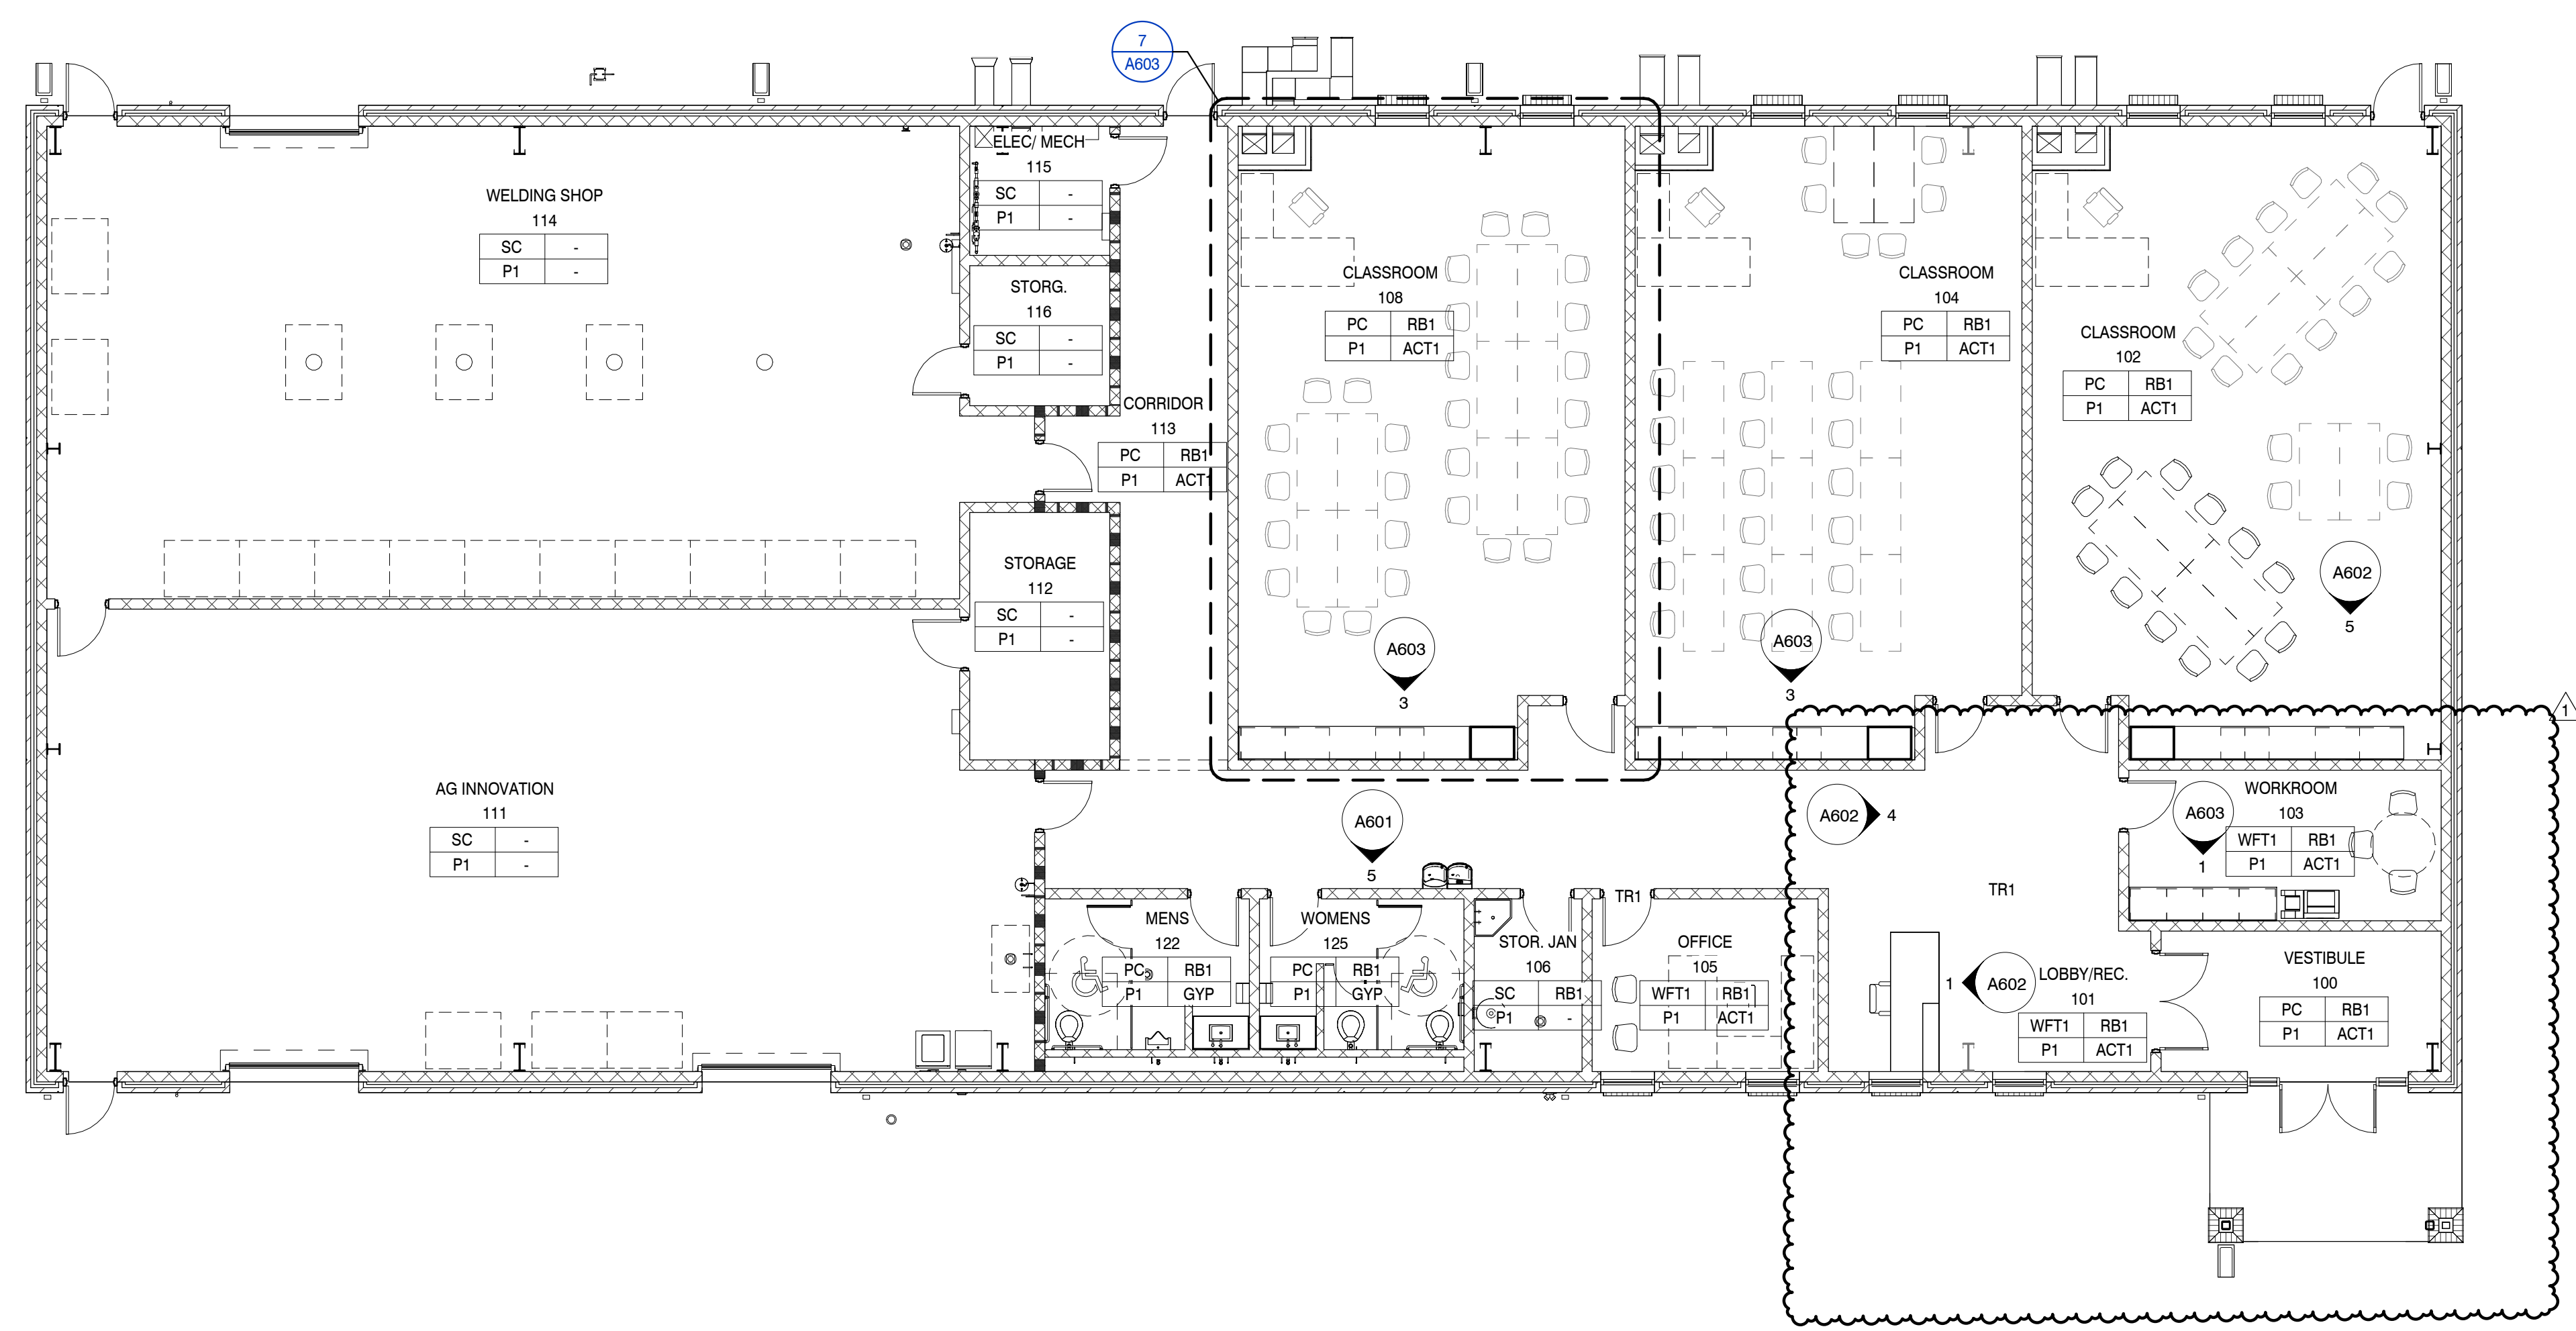 7
A603
ELEC/ MECH
115
SC -
P1 -
WELDING SHOP
114
SC -
P1 -
STORG.
116
SC -
P1 -
CORRIDOR
113
PC RB1
P1 ACT1
CLASSROOM
108
PC RB1
P1 ACT1
CLASSROOM
104
PC RB1
P1 ACT1
CLASSROOM
102
PC RB1
P1 ACT1
STORAGE
112
SC -
P1 -
A602
5
A603
3
A603
3
1
AG INNOVATION
111
SC -
P1 -
A601
5
A602 4
A603
1
WORKROOM
103
WFT1 RB1
P1 ACT1
TR1
TR1
MENS
122
PC RB1
P1 GYP
WOMENS
125
PC RB1
P1 GYP
STOR. JAN
106
SC RB1
P1 -
OFFICE
105
WFT1 RB1
P1 ACT1
1 A602
LOBBY/REC.
101
WFT1 RB1
P1 ACT1
VESTIBULE
100
PC RB1
P1 ACT1